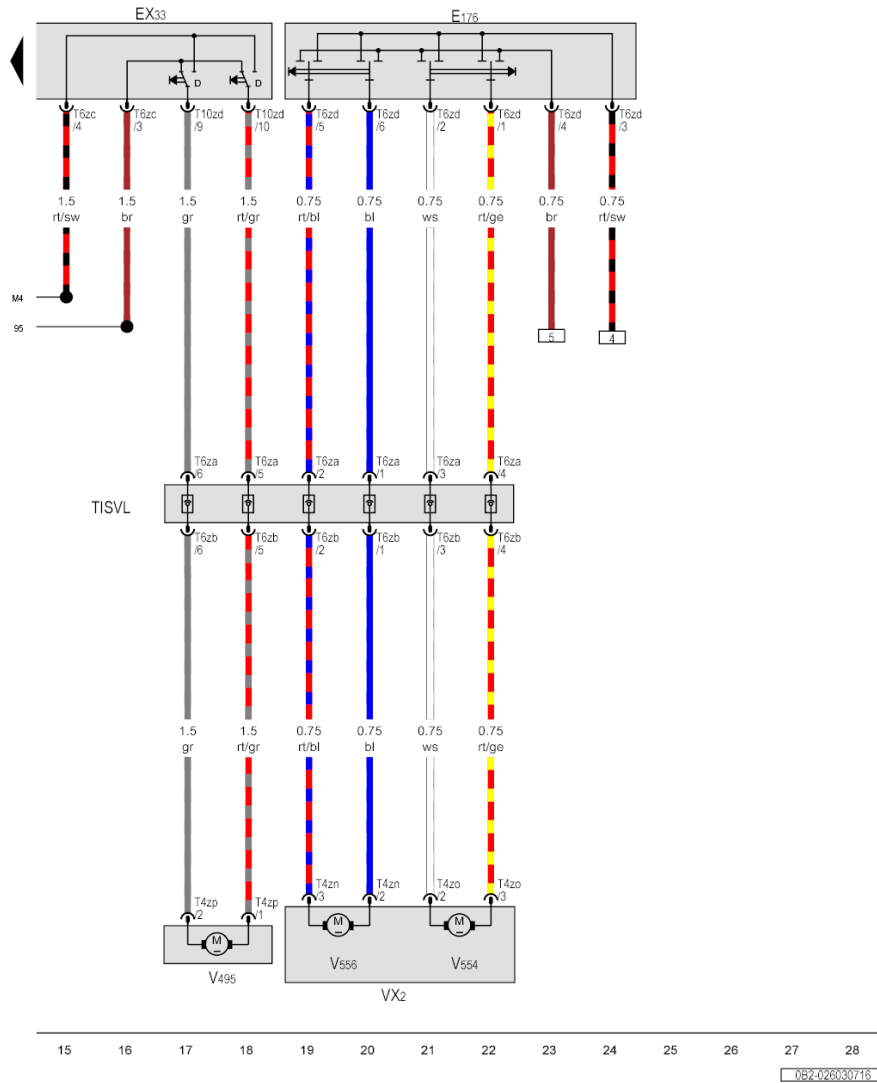 EX33 E176
D D
T6zc T6zc T10zd T10zd T6zd T6zd T6zd T6zd T6zd T6zd
/4 /3 /9 /10 /5 /6 /2 /1 /4 /3
1.5 1.5 1.5 1.5 0.75 0.75 0.75 0.75 0.75 0.75
rt/sw br gr rt/gr rt/bl bl ws rt/ge br rt/sw
M4
95
5 4
T6za T6za T6za T6za T6za T6za
/6 /5 /2 /1 /3 /4
TISVL
T6zb T6zb T6zb T6zb T6zb T6zb
/6 /5 /2 /1 /3 /4
1.5 1.5 0.75 0.75 0.75 0.75
gr rt/gr rt/bl bl ws rt/ge
T4zn T4zn T4zo T4zo
/3 /2 /2 /3
T4zp T4zp
/2 /1
M M
M
V556 V554
V495
VX2
15 16 17 18 19 20 21 22 23 24 25 26 27 28
0B2-026030716